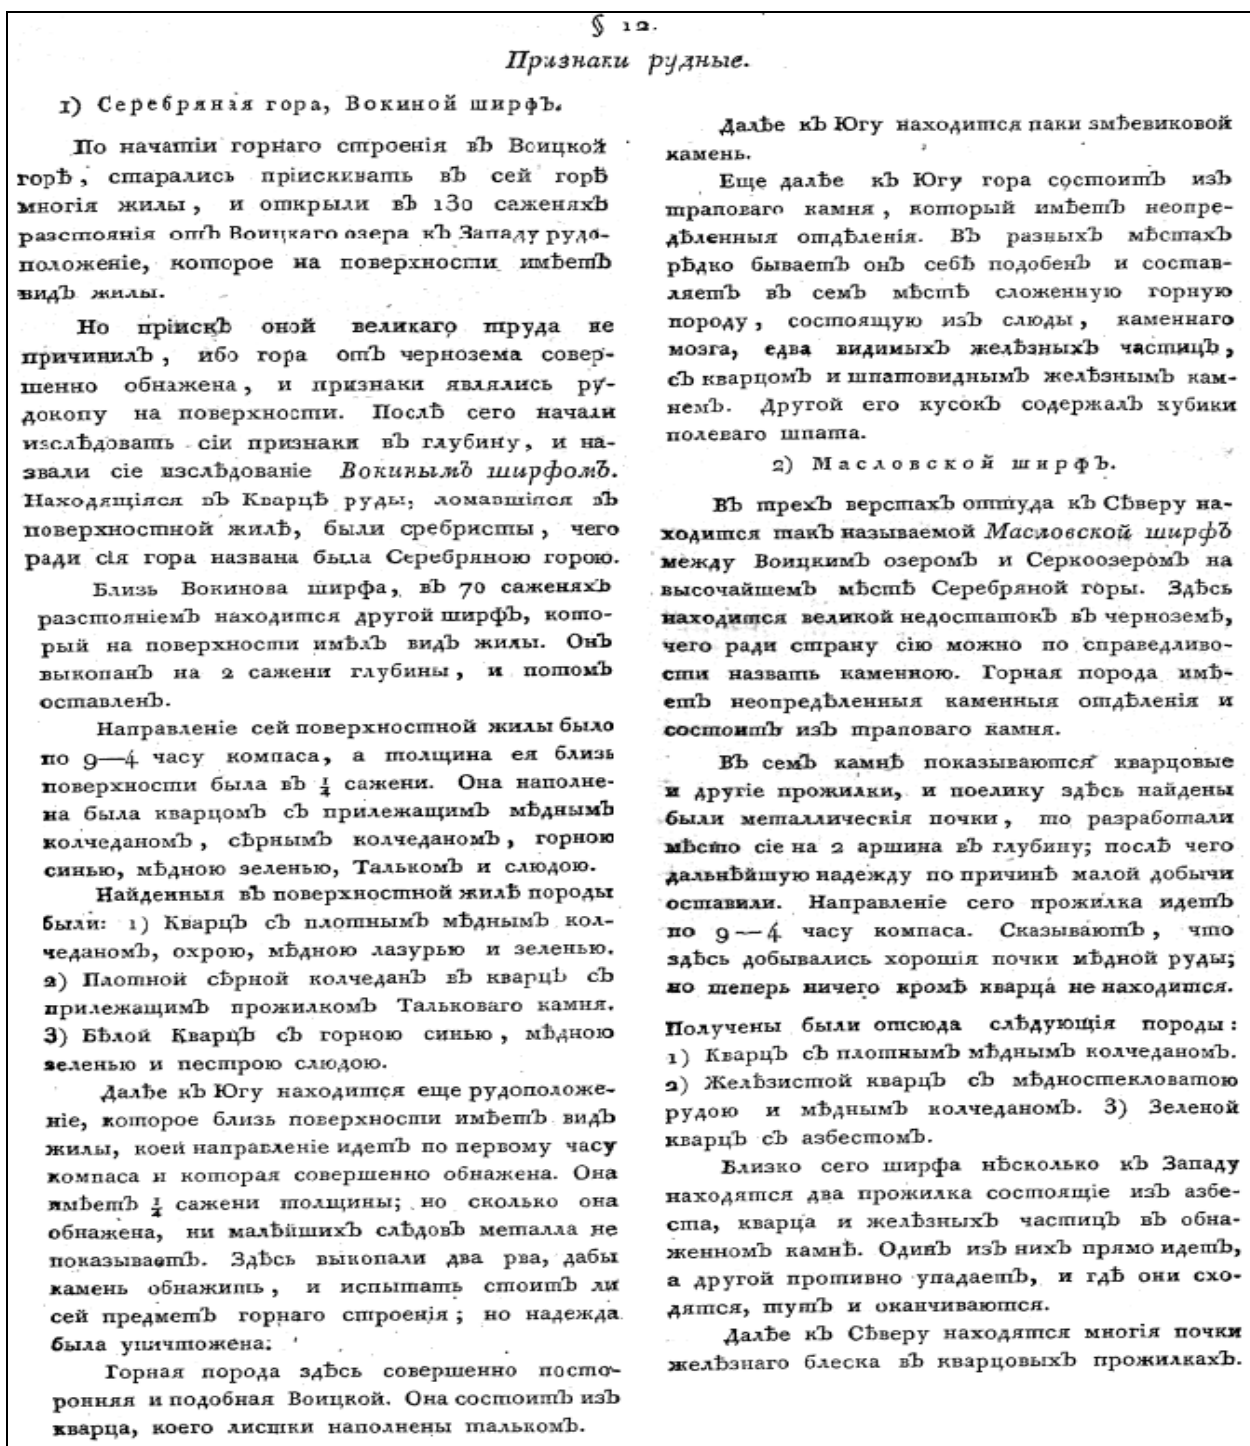 § 12.
Признаки рудные.
1) Серебряная гора, Вокиной ширфъ.
По начатіи горнаго строенія въ Воицкой
горѣ, старались пріискивать въ сей горѣ
многія жилы, и открыли въ 130 саженяхъ
разстоянія отъ Воицкаго озера къ Западу рудо-
положеніе, которое на поверхности имѣетъ
видъ жилы.
Но пріискъ оной великаго труда не
причинилъ, ибо гора отъ чернозема совер-
шенно обнажена, и признаки являлись ру-
докопу на поверхности. Послѣ сего начали
изслѣдовать сіи признаки въ глубину, и на-
звали сіе изслѣдованіе Вокинымъ ширфомъ.
Находящіяся въ Кварцѣ руды, ломавшіяся въ
поверхностной жилѣ, были сребристы, чего
ради сія гора названа была Серебряною горою.
Близь Вокинова ширфа, въ 70 саженяхъ
разстояніемъ находится другой ширфъ, кото-
рый на поверхности имѣлъ видъ жилы. Онъ
выкопанъ на 2 сажени глубины, и потомъ
оставленъ.
Направленіе сей поверхностной жилы было
по 9—4 часу компаса, а толщина ея близь
поверхности была въ ¼ сажени. Она наполне-
на была кварцомъ съ прилежащимъ мѣднымъ
колчеданомъ, сѣрнымъ колчеданомъ, горною
синью, мѣдною зеленью, Талькомъ и слюдою.
Найденныя въ поверхностной жилѣ породы
были: 1) Кварцъ съ плотнымъ мѣднымъ кол-
чеданомъ, охрою, мѣдною лазурью и зеленью.
2) Плотной сѣрной колчеданъ въ кварцѣ съ
прилежащимъ прожилкомъ Тальковаго камня.
3) Бѣлой Кварцъ съ горною синью, мѣдною
зеленью и пестрою слюдою.
Далѣе къ Югу находится еще рудоположе-
ніе, которое близь поверхности имѣетъ видъ
жилы, коей направленіе идетъ по первому часу
компаса и которая совершенно обнажена. Она
имѣетъ ¼ сажени толщины; но сколько она
обнажена, ни малѣйшихъ слѣдовъ металла не
показываетъ. Здѣсь выкопали два рва, дабы
камень обнажить, и испытать стоитъ ли
сей предметъ горнаго строенія; но надежда
была уничтожена.
Горная порода здѣсь совершенно посто-
ронняя и подобная Воицкой. Она состоитъ изъ
кварца, коего листки наполнены талькомъ.
Далѣе къ Югу находится паки змѣевиковой
камень.
Еще далѣе къ Югу гора состоитъ изъ
траповаго камня, который имѣетъ неопре-
дѣленныя отдѣленія. Въ разныхъ мѣстахъ
рѣдко бываетъ онъ себѣ подобенъ и состав-
ляетъ въ семъ мѣстѣ сложенную горную
породу, состоящую изъ слюды, каменнаго
мозга, едва видимыхъ желѣзныхъ частицъ,
съ кварцомъ и шпатовиднымъ желѣзнымъ кам-
немъ. Другой его кусокъ содержалъ кубики
полеваго шпата.
2) Масловской ширфъ.
Въ трехъ верстахъ оттуда къ Сѣверу на-
ходится такъ называемой Масловской ширфъ
между Воицкимъ озеромъ и Серкоозеромъ на
высочайшемъ мѣстѣ Серебряной горы. Здѣсь
находится великой недостатокъ въ черноземѣ,
чего ради страну сію можно по справедливо-
сти назвать каменною. Горная порода имѣ-
етъ неопредѣленныя каменныя отдѣленія и
состоитъ изъ траповаго камня.
Въ семъ камнѣ показываются кварцовые
и другіе прожилки, и поелику здѣсь найдены
были металлическія почки, то разработали
мѣсто сіе на 2 аршина въ глубину; послѣ чего
дальнѣйшую надежду по причинѣ малой добычи
оставили. Направленіе сего прожилка идетъ
по 9—4 часу компаса. Сказываютъ, что
здѣсь добывались хорошія почки мѣдной руды;
но теперь ничего кромѣ кварца не находится.
Получены были отсюда слѣдующія породы:
1) Кварцъ съ плотнымъ мѣднымъ колчеданомъ.
2) Желѣзистой кварцъ съ мѣдностекловатою
рудою и мѣднымъ колчеданомъ. 3) Зеленой
кварцъ съ азбестомъ.
Близко сего ширфа нѣсколько къ Западу
находятся два прожилка состоящіе изъ азбе-
ста, кварца и желѣзныхъ частицъ въ обна-
женномъ камнѣ. Одинъ изъ нихъ прямо идетъ,
а другой противно упадаетъ, и гдѣ они схо-
дятся, тутъ и оканчиваются.
Далѣе къ Сѣверу находятся многія почки
желѣзнаго блеска въ кварцовыхъ прожилкахъ.